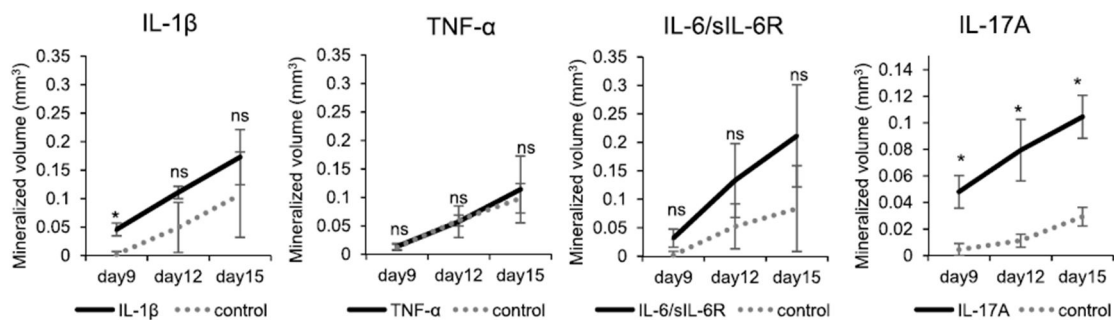 IL-1β
Mineralized volume (mm³)
0.35
0.3
0.25
0.2
0.15
0.1
0.05
0
*
ns
ns
day9 day12 day15
IL-1β control
TNF-α
Mineralized volume (mm³)
0.35
0.3
0.25
0.2
0.15
0.1
0.05
0
ns
ns
ns
day9 day12 day15
TNF-α control
IL-6/sIL-6R
Mineralized volume (mm³)
0.35
0.3
0.25
0.2
0.15
0.1
0.05
0
ns
ns
ns
day9 day12 day15
IL-6/sIL-6R control
IL-17A
Mineralized volume (mm³)
0.14
0.12
0.1
0.08
0.06
0.04
0.02
0
*
*
*
day9 day12 day15
IL-17A control